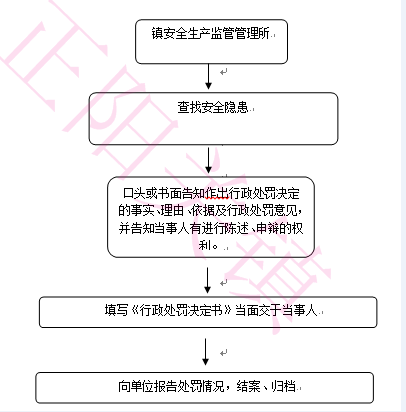 镇安全生产监管管理所
查找安全隐患
口头或书面告知作出行政处罚决定
的事实、理由、依据及行政处罚意见，
并告知当事人有进行陈述、申辩的权
利。
填写《行政处罚决定书》当面交于当事人
向单位报告处罚情况，结案、归档